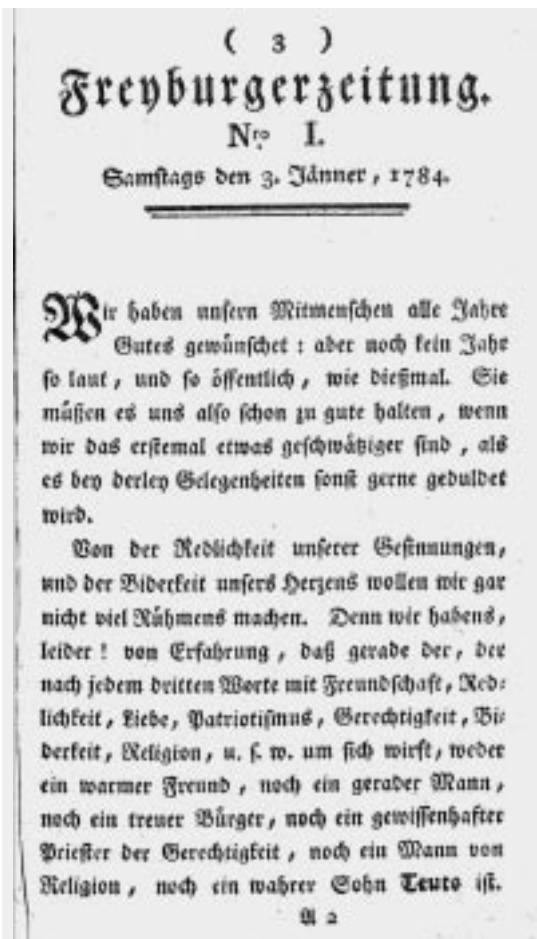 ( 3 )
Freyburgerzeitung.
Nro I.
Samstags den 3. Jänner, 1784.
Wir haben unsern Mitmenschen alle Jahre
Gutes gewünschet : aber noch kein Jahr
so laut, und so öffentlich, wie dießmal. Sie
müßen es uns also schon zu gute halten, wenn
wir das erstemal etwas geschwätziger sind, als
es bey derley Gelegenheiten sonst gerne geduldet
wird.
Von der Redlichkeit unserer Gesinnungen,
und der Biderkeit unsers Herzens wollen wir gar
nicht viel Rühmens machen. Denn wir habens,
leider ! von Erfahrung, daß gerade der, der
nach jedem dritten Worte mit Freundschaft, Red-
lichkeit, Liebe, Patriotismus, Gerechtigkeit, Bi-
derkeit, Religion, u. s. w. um sich wirft, weder
ein warmer Freund, noch ein gerader Mann,
noch ein treuer Bürger, noch ein gewissenhafter
Priester der Gerechtigkeit, noch ein Mann von
Religion, noch ein wahrer Sohn Teuts ist.
A 2